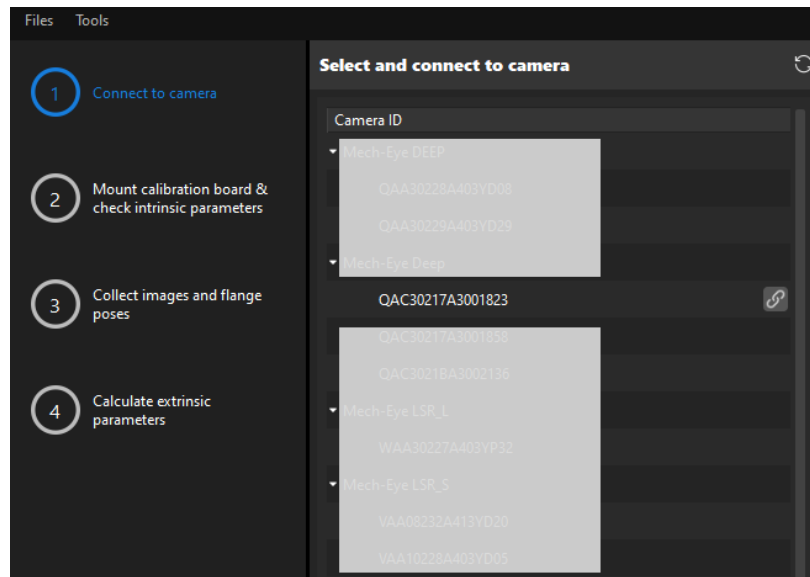 Files Tools
1 Connect to camera
2 Mount calibration board &
check intrinsic parameters
3 Collect images and flange
poses
4 Calculate extrinsic
parameters
Select and connect to camera
Camera ID
Mech-Eye DEEP
QAA30228A403YD08
QAA30229A403YD29
Mech-Eye Deep
QAC30217A3001823
QAC30217A3001858
QAC3021BA3002136
Mech-Eye LSR_L
WAA30227A403YP32
Mech-Eye LSR_S
VAA08232A413YD20
VAA10228A403YD05